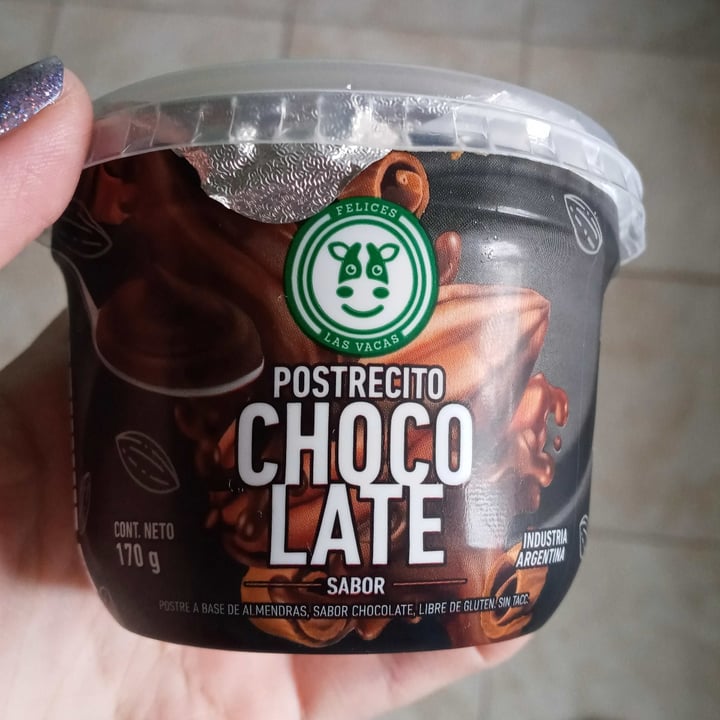 FELICES
LAS VACAS
POSTRECITO
CHOCO
LATE
CONT. NETO
170 g
INDUSTRIA
ARGENTINA
SABOR
POSTRE A BASE DE ALMENDRAS, SABOR CHOCOLATE, LIBRE DE GLUTEN. SIN TACC.